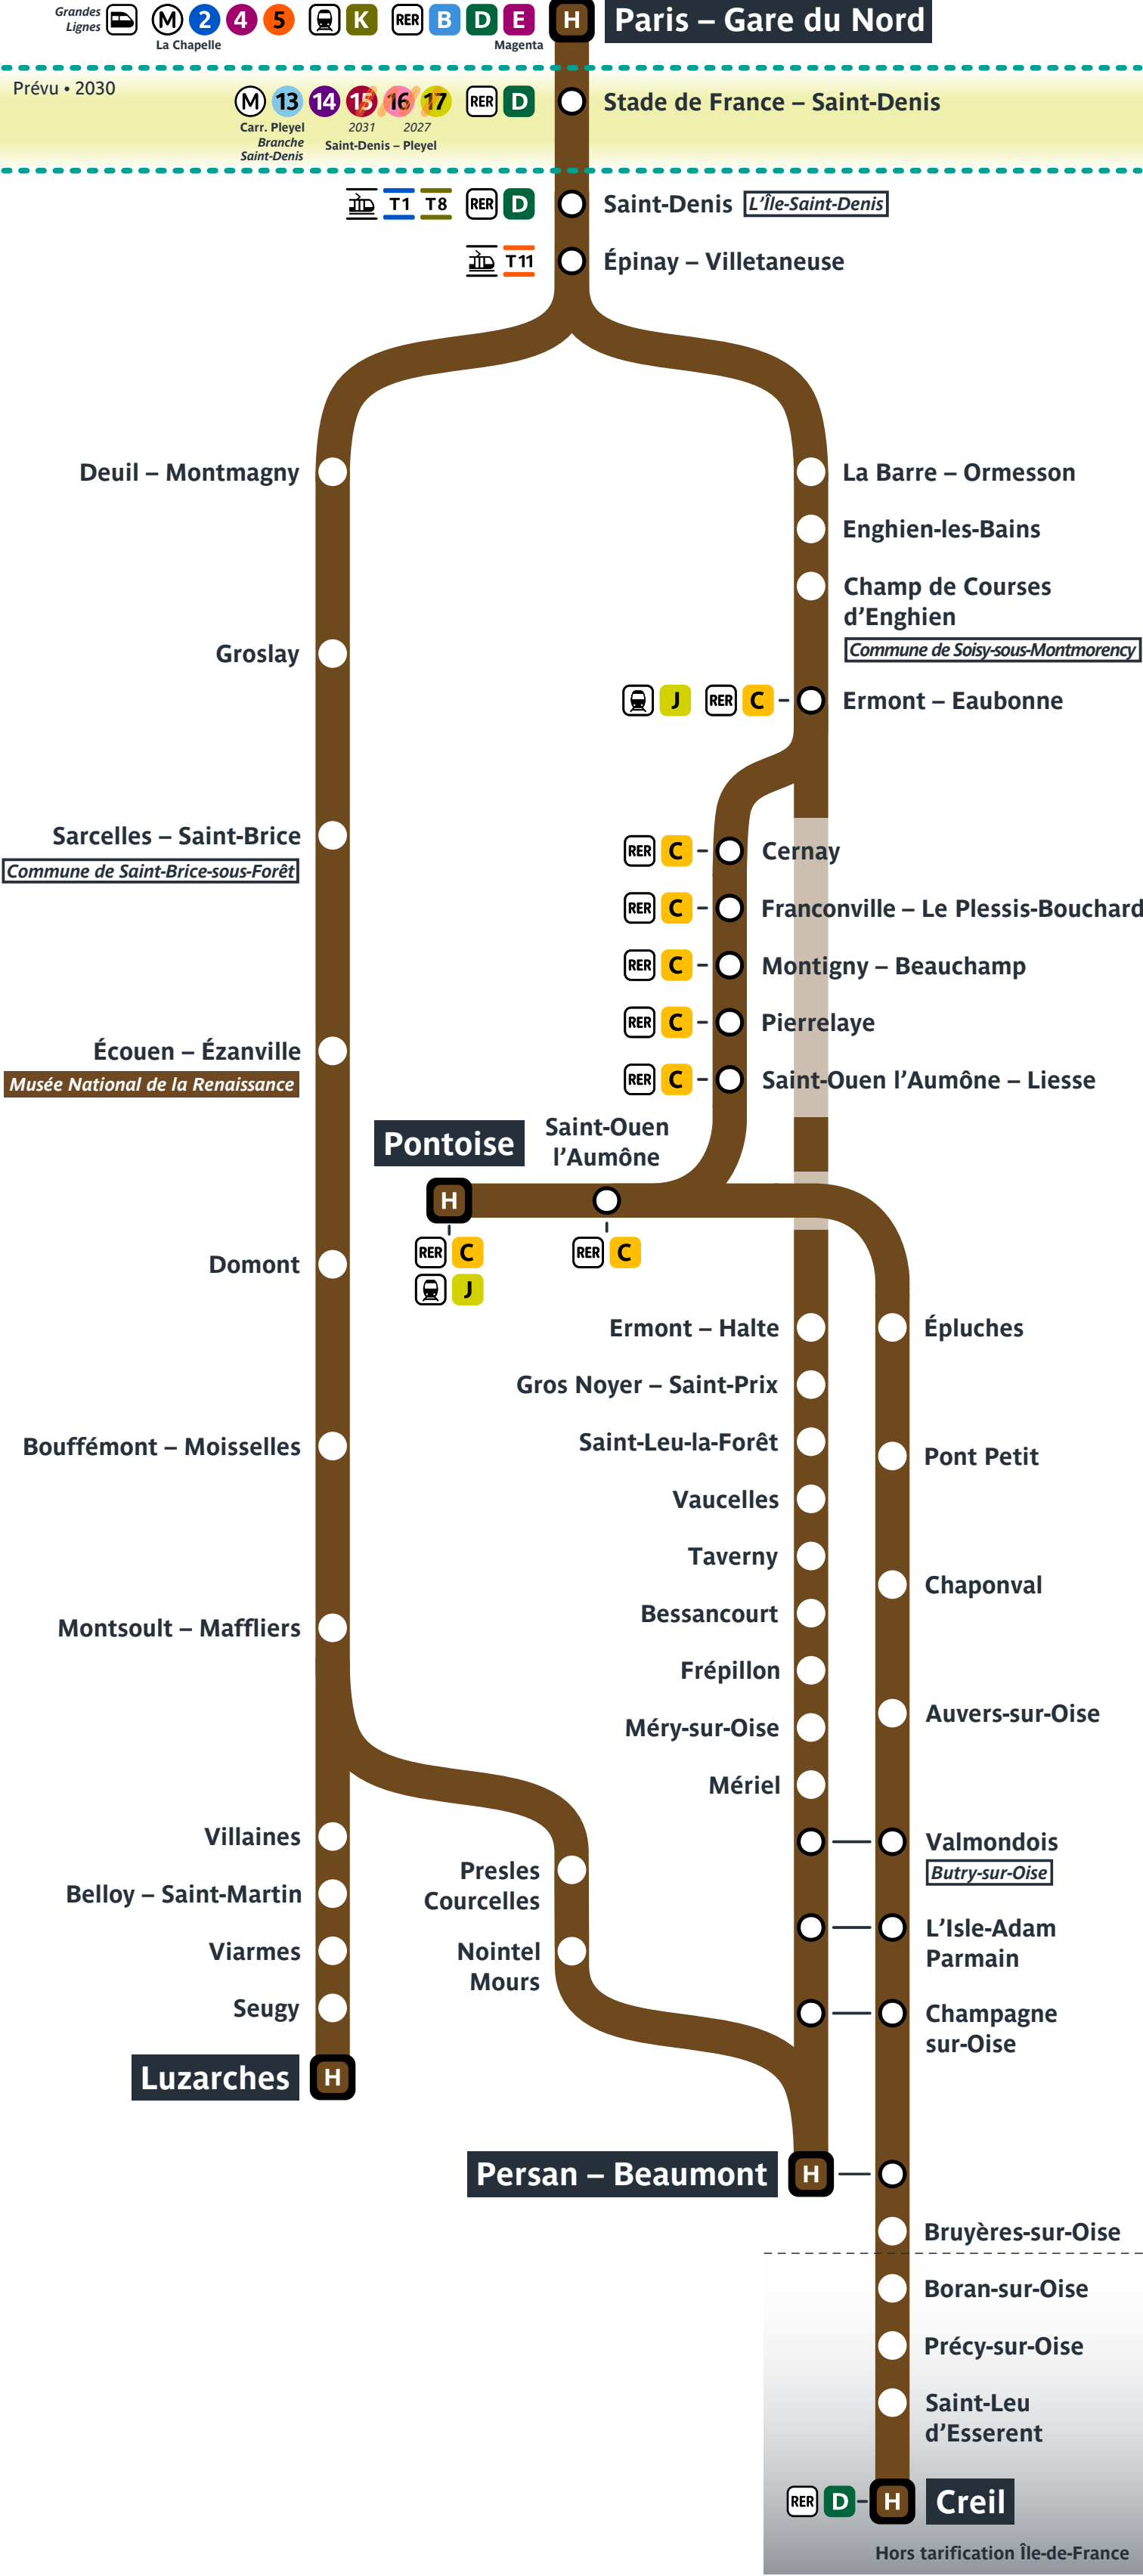 Grandes
Lignes
M 2 4 5 K RER B D E H
La Chapelle
Magenta
Paris – Gare du Nord
Prévu • 2030
M 13 14 15 16 17 RER D
Stade de France – Saint-Denis
Carr. Pleyel
Branche
Saint-Denis
2031 2027
Saint-Denis – Pleyel
T1 T8 RER D
Saint-Denis L’Île-Saint-Denis
T11
Épinay – Villetaneuse
Deuil – Montmagny
La Barre – Ormesson
Enghien-les-Bains
Champ de Courses
d’Enghien
Commune de Soisy-sous-Montmorency
Groslay
J RER C
Ermont – Eaubonne
Sarcelles – Saint-Brice
Commune de Saint-Brice-sous-Forêt
RER C
Cernay
RER C
Franconville – Le Plessis-Bouchard
RER C
Montigny – Beauchamp
RER C
Pierrelaye
Écouen – Ézanville
Musée National de la Renaissance
RER C
Saint-Ouen l’Aumône – Liesse
Pontoise
Saint-Ouen
l’Aumône
H
RER C
J
RER C
Domont
Ermont – Halte
Épluches
Gros Noyer – Saint-Prix
Bouffémont – Moisselles
Saint-Leu-la-Forêt
Pont Petit
Vaucelles
Taverny
Chaponval
Bessancourt
Montsoult – Maffliers
Frépillon
Auvers-sur-Oise
Méry-sur-Oise
Mériel
Villaines
Valmondois
Butry-sur-Oise
Presles
Courcelles
Belloy – Saint-Martin
L’Isle-Adam
Parmain
Viarmes
Nointel
Mours
Seugy
Champagne
sur-Oise
Luzarches H
Persan – Beaumont H
Bruyères-sur-Oise
Boran-sur-Oise
Précy-sur-Oise
Saint-Leu
d’Esserent
RER D H Creil
Hors tarification Île-de-France